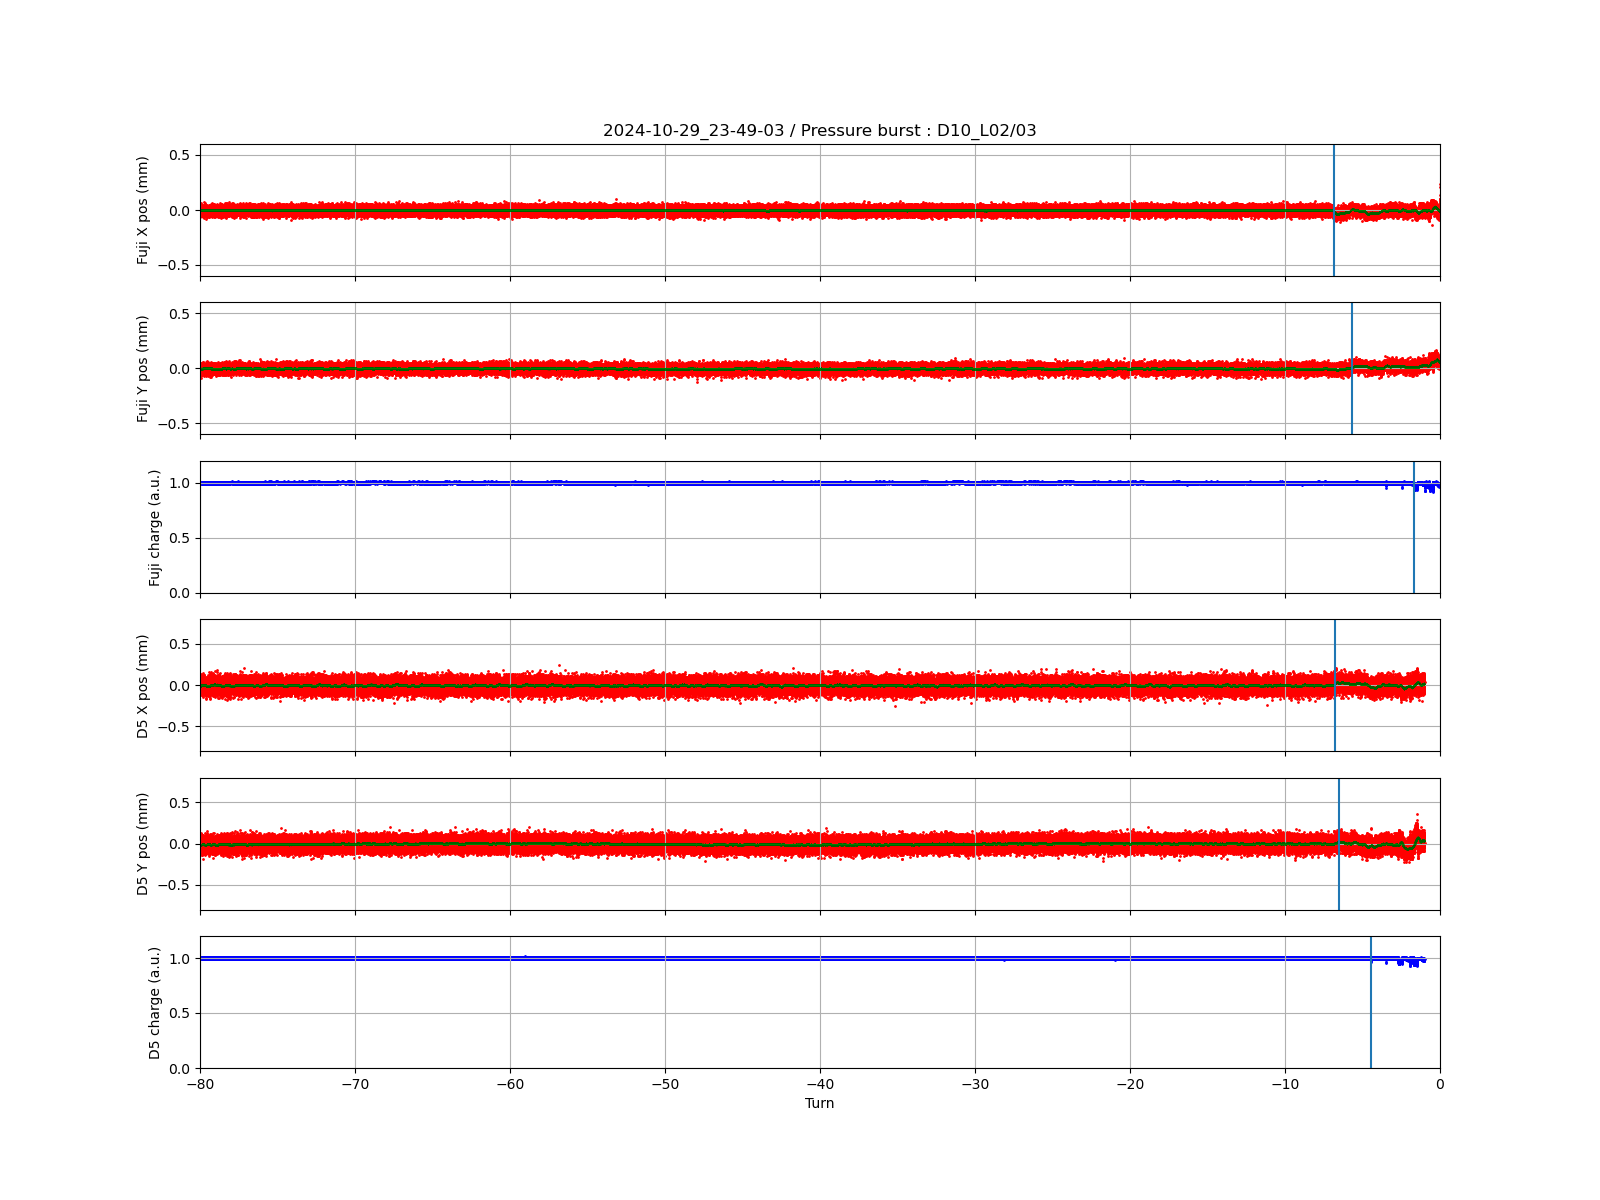 2024-10-29_23-49-03 / Pressure burst : D10_L02/03
0.5
0.0
−0.5
Fuji X pos (mm)
0.5
0.0
−0.5
Fuji Y pos (mm)
1.0
0.5
0.0
Fuji charge (a.u.)
0.5
0.0
−0.5
D5 X pos (mm)
0.5
0.0
−0.5
D5 Y pos (mm)
1.0
0.5
0.0
D5 charge (a.u.)
−80 −70 −60 −50 −40 −30 −20 −10 0
Turn